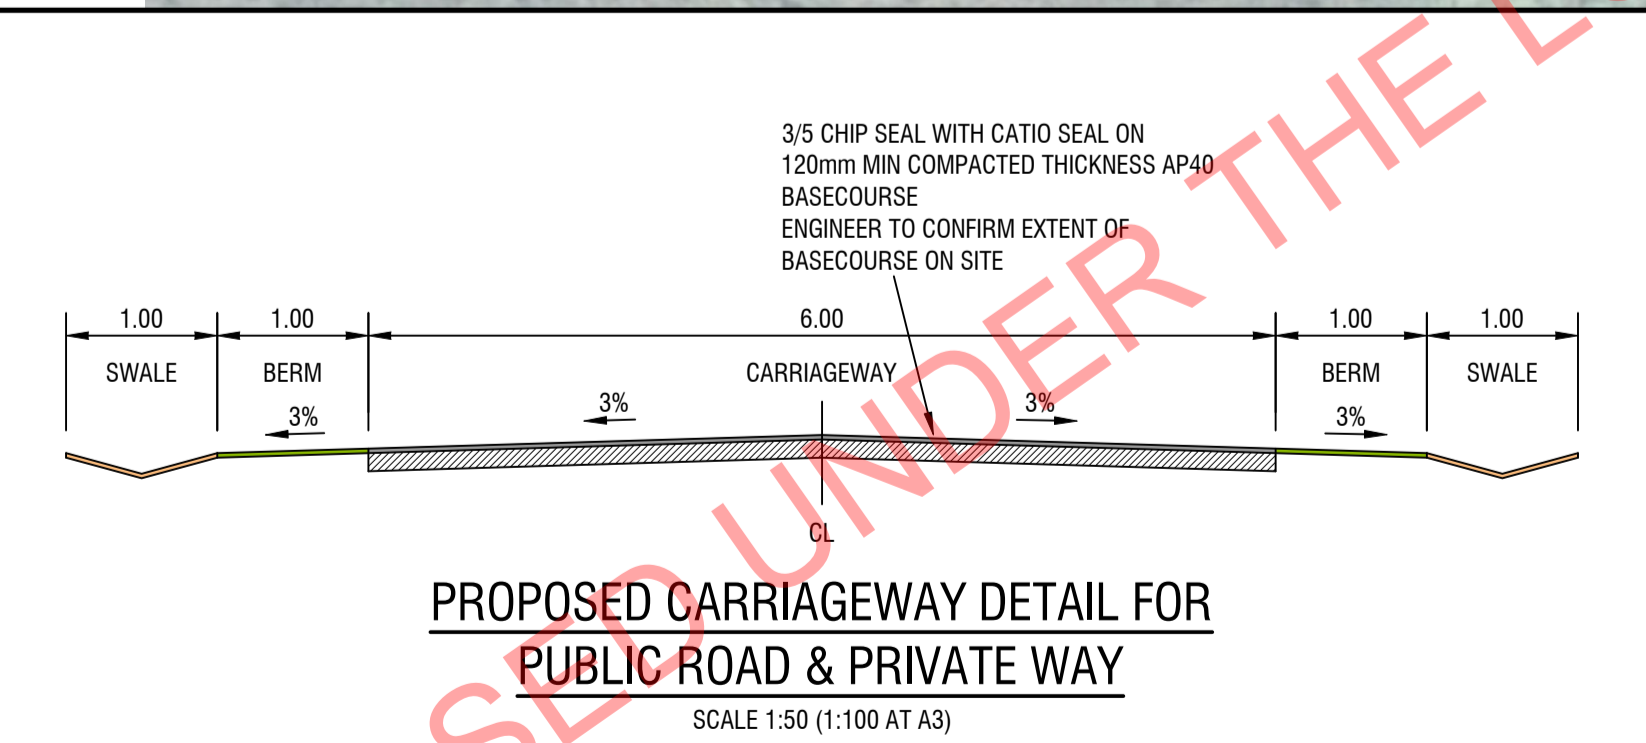 3/5 CHIP SEAL WITH CATIO SEAL ON
120mm MIN COMPACTED THICKNESS AP40
BASECOURSE
ENGINEER TO CONFIRM EXTENT OF
BASECOURSE ON SITE
1.00 1.00 6.00 1.00 1.00
SWALE BERM CARRIAGEWAY BERM SWALE
3% 3% 3% 3%
CL
PROPOSED CARRIAGEWAY DETAIL FOR
PUBLIC ROAD & PRIVATE WAY
SCALE 1:50 (1:100 AT A3)
SED UNDER THE L